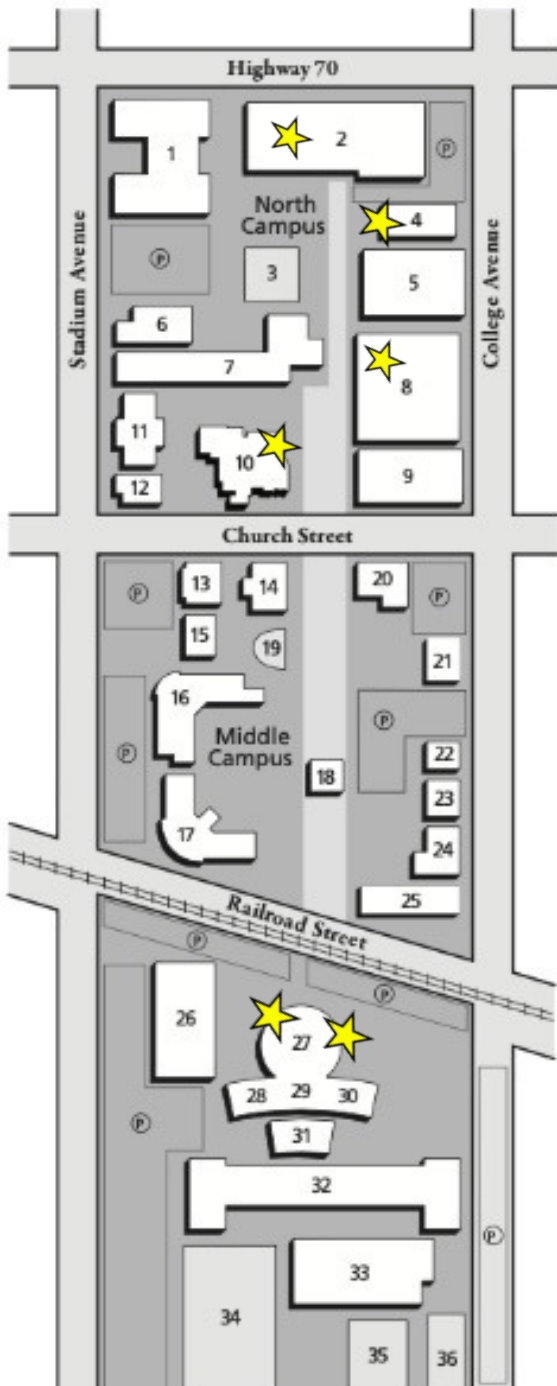 Highway 70
Stadium Avenue
College Avenue
1
2
P
North
Campus
4
P
3
5
6
7
8
11
10
9
12
Church Street
P
13
14
20
P
15
19
21
16
P
Middle
Campus
P
18
22
23
17
24
25
Railroad Street
P
P
26
27
28
29
30
P
31
32
P
33
34
35
36